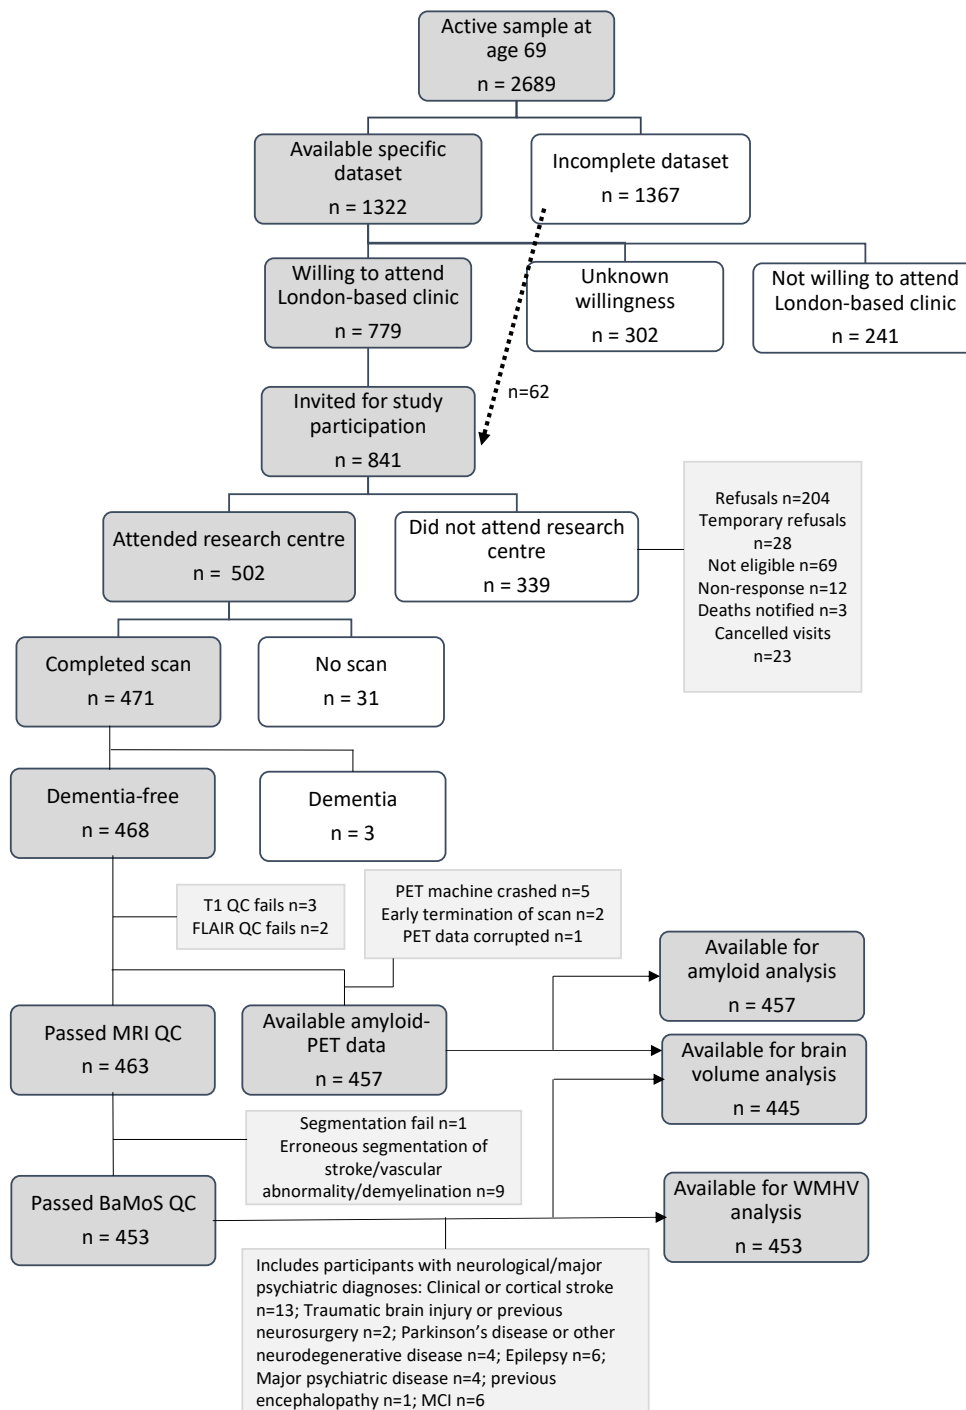 Active sample at
age 69
n = 2689
Available specific
dataset
n = 1322
Incomplete dataset
n = 1367
Willing to attend
London-based clinic
n = 779
Unknown
willingness
n = 302
Not willing to attend
London-based clinic
n = 241
n=62
Invited for study
participation
n = 841
Attended research centre
n = 502
Did not attend research
centre
n = 339
Refusals n=204
Temporary refusals
n=28
Not eligible n=69
Non-response n=12
Deaths notified n=3
Cancelled visits
n=23
Completed scan
n = 471
No scan
n = 31
Dementia-free
n = 468
Dementia
n = 3
T1 QC fails n=3
FLAIR QC fails n=2
PET machine crashed n=5
Early termination of scan n=2
PET data corrupted n=1
Passed MRI QC
n = 463
Available amyloid-
PET data
n = 457
Available for
amyloid analysis
n = 457
Available for brain
volume analysis
n = 445
Segmentation fail n=1
Erroneous segmentation of
stroke/vascular
abnormality/demyelination n=9
Passed BaMoS QC
n = 453
Available for WMHV
analysis
n = 453
Includes participants with neurological/major
psychiatric diagnoses: Clinical or cortical stroke
n=13; Traumatic brain injury or previous
neurosurgery n=2; Parkinson's disease or other
neurodegenerative disease n=4; Epilepsy n=6;
Major psychiatric disease n=4; previous
encephalopathy n=1; MCI n=6